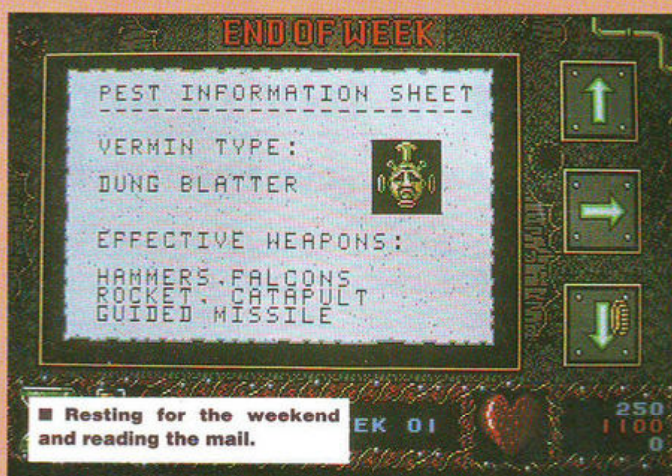 END OF WEEK
PEST INFORMATION SHEET
VERMIN TYPE:
DUNG BLATTER
EFFECTIVE WEAPONS:
HAMMERS,FALCONS
ROCKET, CATAPULT
GUIDED MISSILE
■ Resting for the weekend
and reading the mail.
EK 01
250
1100
0